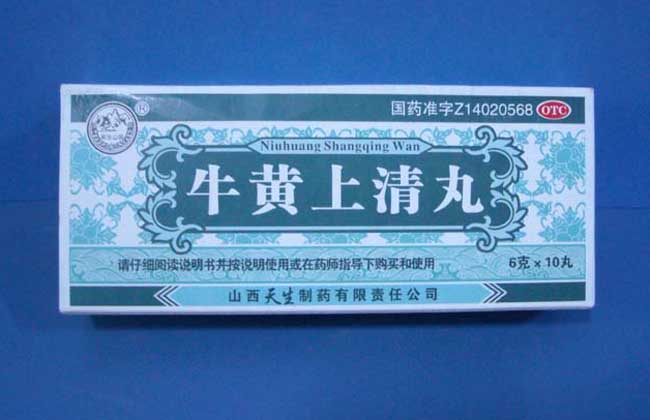 ®
国药准字Z14020568 OTC
Niuhuang Shangqing Wan
牛黄上清丸
请仔细阅读说明书并按说明使用或在药师指导下购买和使用
6克×10丸
山西天生制药有限责任公司